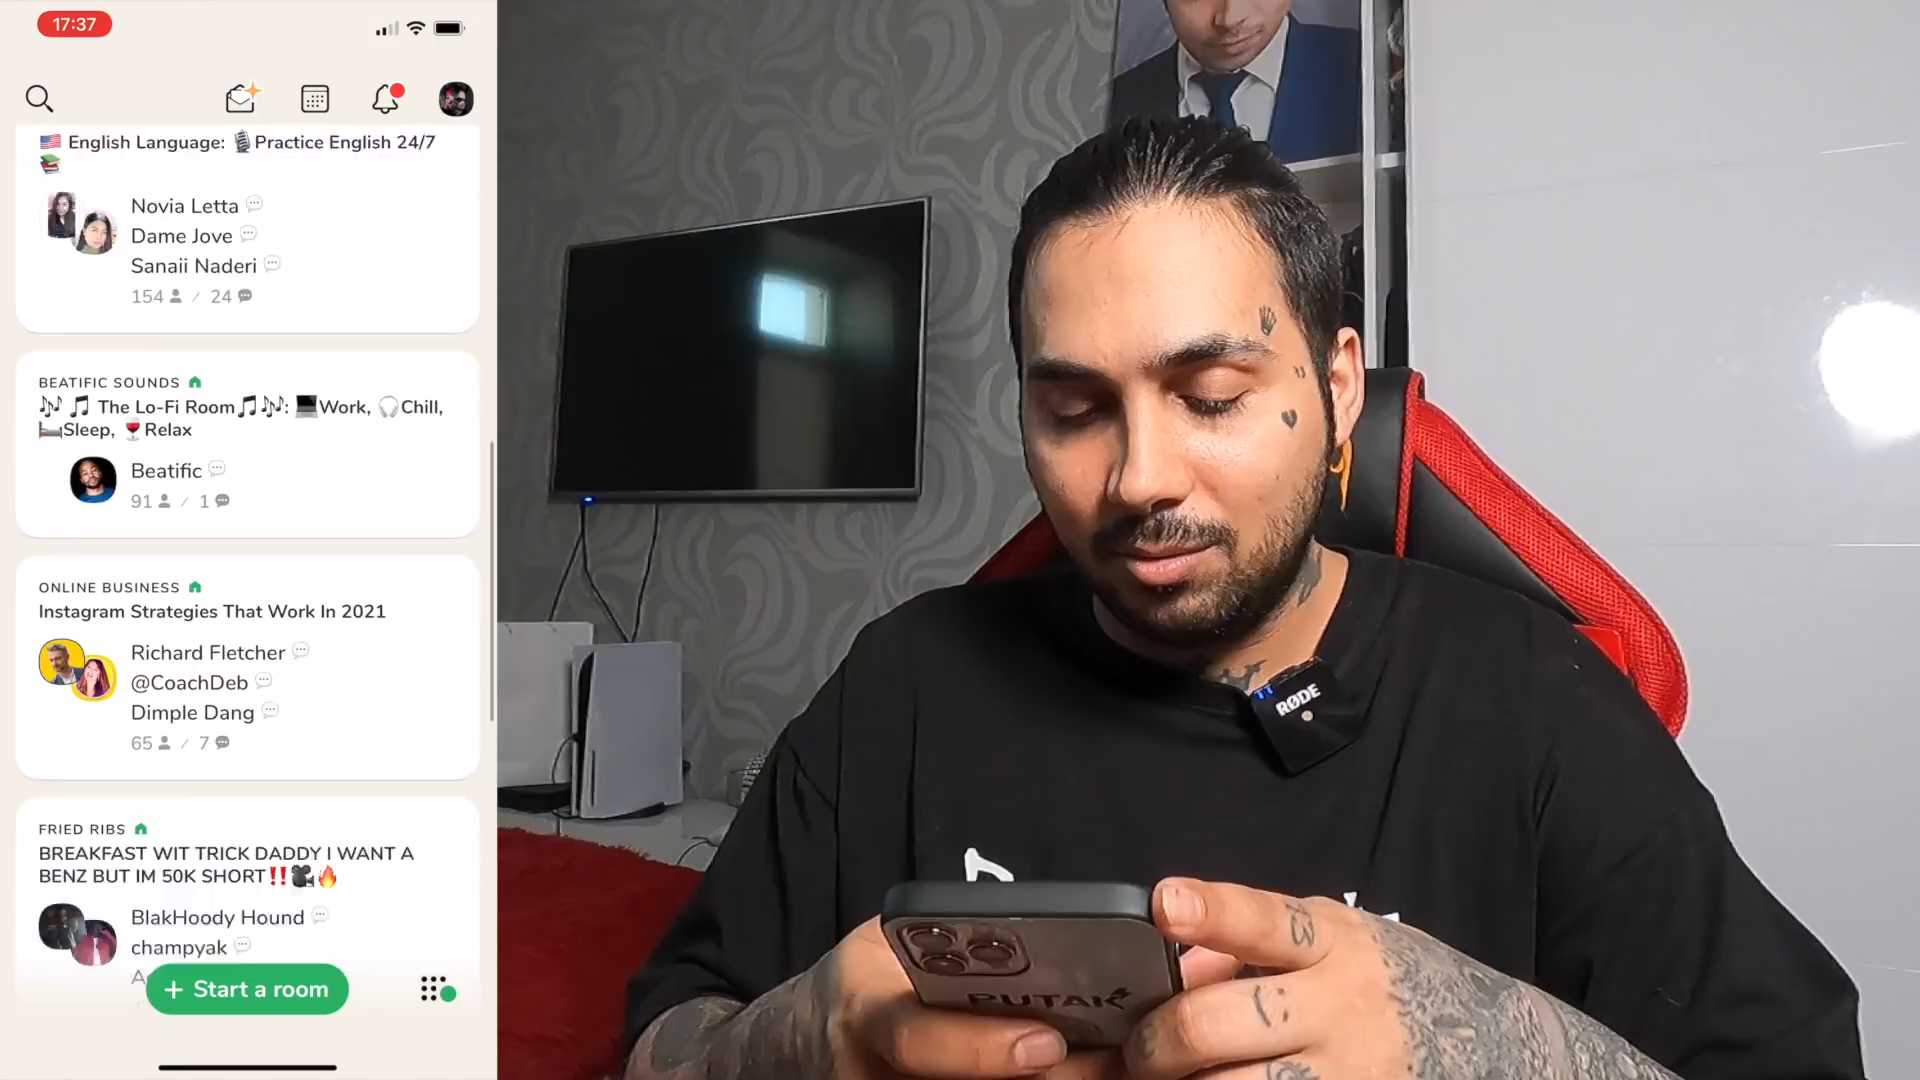 17:37
🇺🇸 English Language: 🎙Practice English 24/7
📚
Novia Letta
Dame Jove
Sanaii Naderi
154 / 24
BEATIFIC SOUNDS
🎶 🎵 The Lo-Fi Room🎵🎶: 💻Work, 🎧Chill,
🛏Sleep, 🍷Relax
Beatific
91 / 1
ONLINE BUSINESS
Instagram Strategies That Work In 2021
Richard Fletcher
@CoachDeb
Dimple Dang
65 / 7
FRIED RIBS
BREAKFAST WIT TRICK DADDY I WANT A
BENZ BUT IM 50K SHORT‼️🎥🔥
BlakHoody Hound
champyak
+ Start a room
RØDE
PUTAK
13